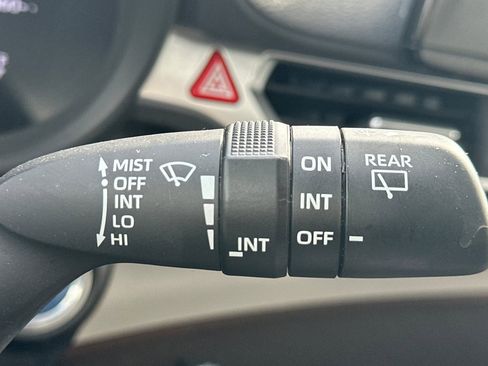 MIST
OFF
INT
LO
HI
INT
ON
INT
OFF
REAR